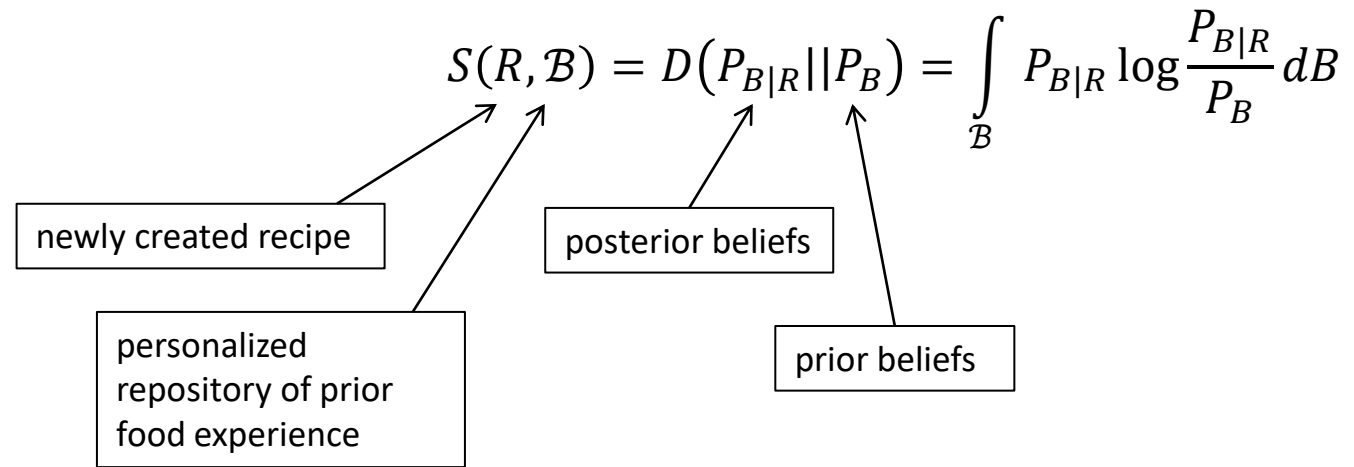 S(R, ℬ) = D(P_{B|R}||P_B) = ∫_ℬ P_{B|R} log \frac{P_{B|R}}{P_B} dB
newly created recipe
posterior beliefs
personalized
repository of prior
food experience
prior beliefs